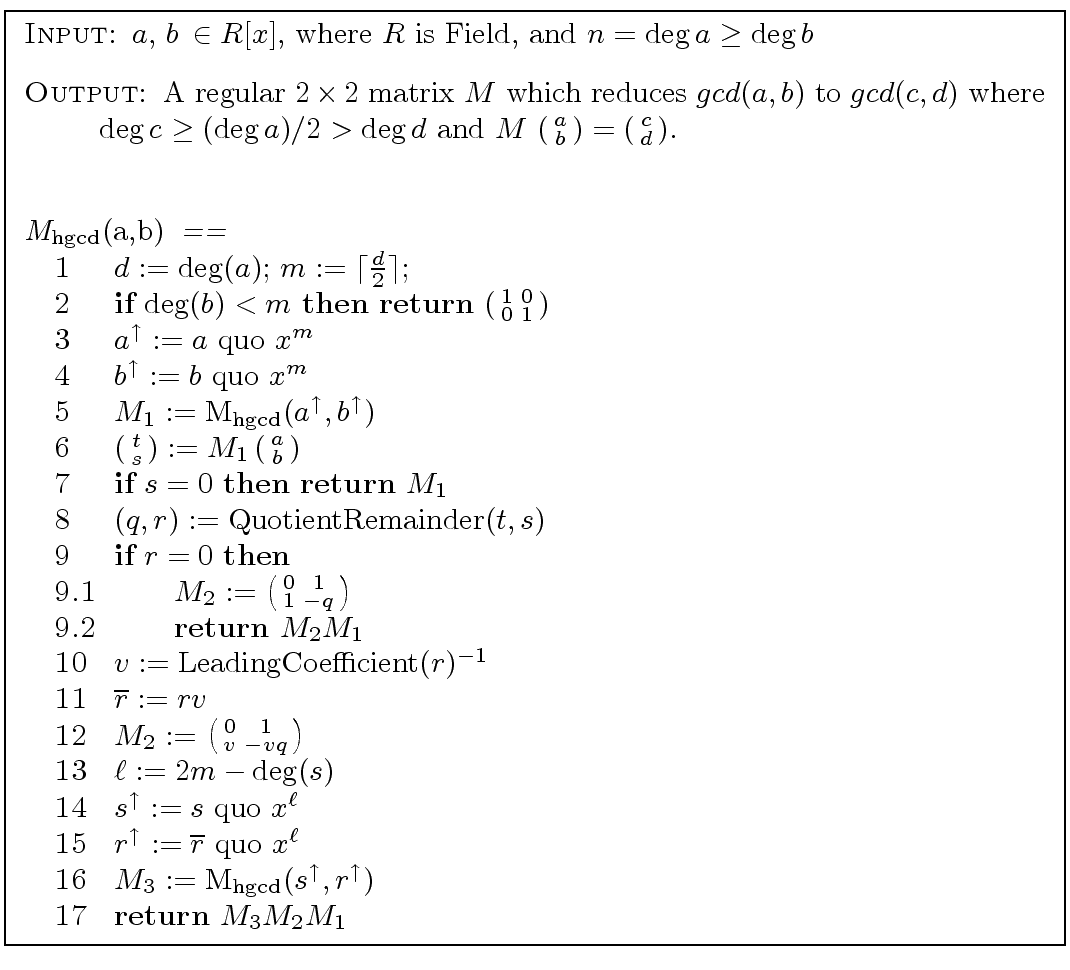 INPUT: a, b ∈ R[x], where R is Field, and n = deg a ≥ deg b
OUTPUT: A regular 2 × 2 matrix M which reduces gcd(a, b) to gcd(c, d) where
deg c ≥ (deg a)/2 > deg d and M (a b) = (c d).
M_hgcd(a,b) ==
1 d := deg(a); m := ⌈d/2⌉;
2 if deg(b) < m then return (1 0 0 1)
3 a↑ := a quo x^m
4 b↑ := b quo x^m
5 M₁ := M_hgcd(a↑, b↑)
6 (t s) := M₁ (a b)
7 if s = 0 then return M₁
8 (q, r) := QuotientRemainder(t, s)
9 if r = 0 then
9.1 M₂ := (0 1 1 −q)
9.2 return M₂M₁
10 v := LeadingCoefficient(r)⁻¹
11 r̅ := rv
12 M₂ := (0 1 v −vq)
13 ℓ := 2m − deg(s)
14 s↑ := s quo x^ℓ
15 r↑ := r̅ quo x^ℓ
16 M₃ := M_hgcd(s↑, r↑)
17 return M₃M₂M₁